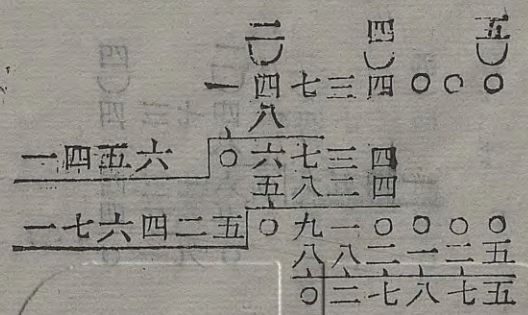 二) 四) 五)
一四七三四〇〇〇
八
一四五六 〇六七三四
五八二四
一七六四二五 〇九一〇〇〇〇
八八二一二五
〇二七八七五